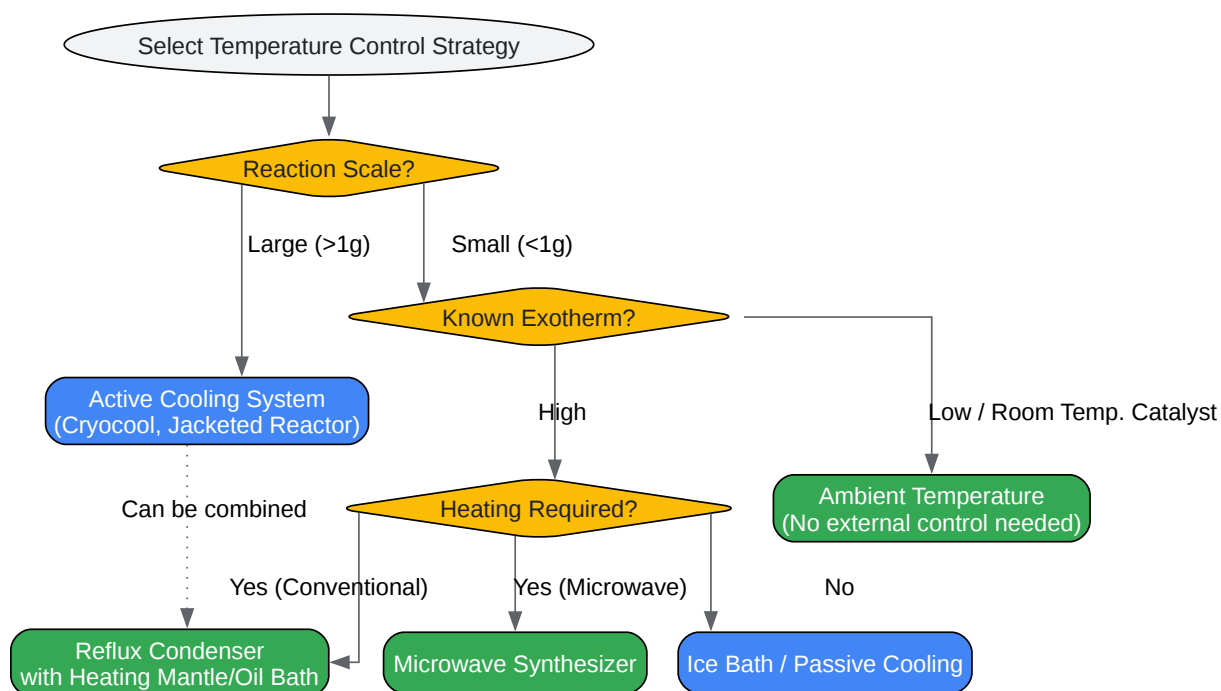 Select Temperature Control Strategy
Reaction Scale?
Large (>1g)
Small (<1g)
Known Exotherm?
Active Cooling System
(Cryocool, Jacketed Reactor)
High
Low / Room Temp. Catalyst
Can be combined
Heating Required?
Ambient Temperature
(No external control needed)
Yes (Conventional)
Yes (Microwave)
No
Reflux Condenser
with Heating Mantle/Oil Bath
Microwave Synthesizer
Ice Bath / Passive Cooling